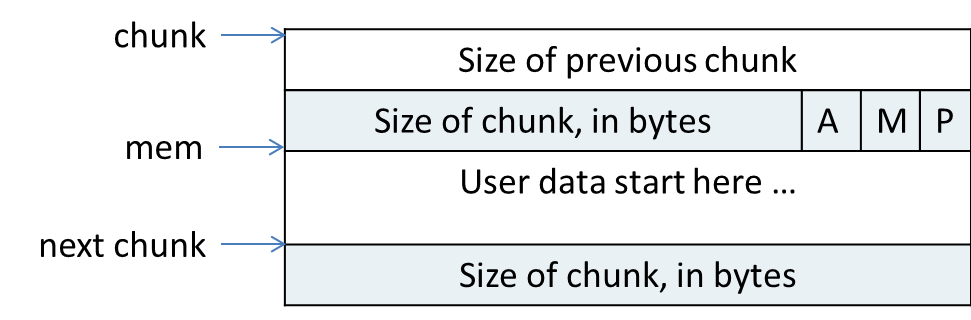 chunk
Size of previous chunk
Size of chunk, in bytes A M P
mem
User data start here ...
next chunk
Size of chunk, in bytes